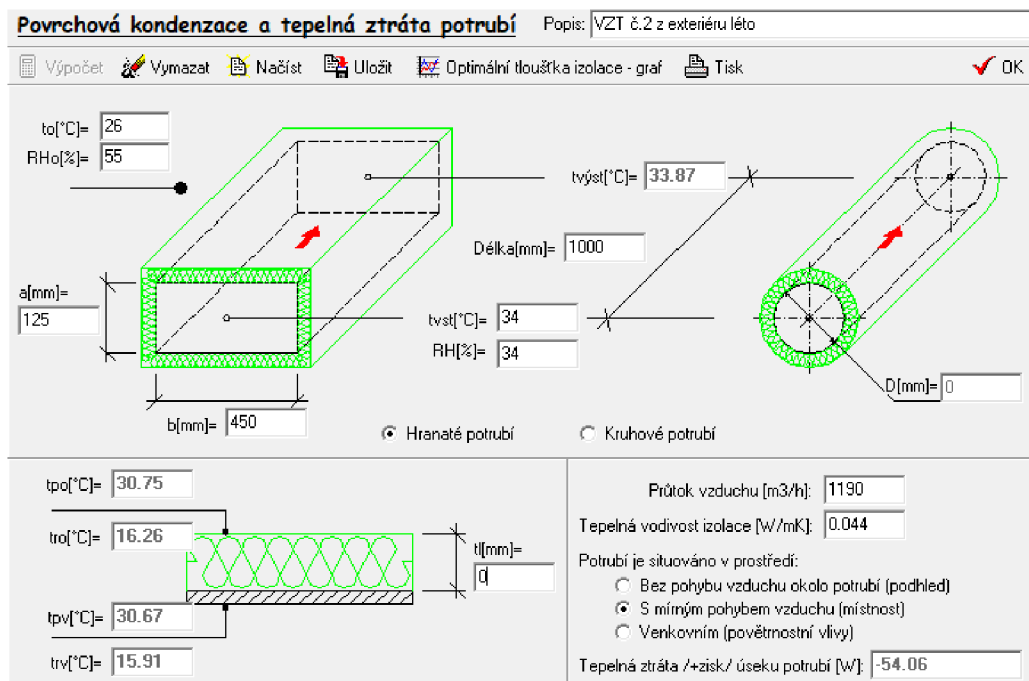 Povrchová kondenzace a tepelná ztráta potrubí Popis: VZT č.2 z exteriéru léto
Výpočet Vymazat Načíst Uložit Optimální tloušťka izolace - graf Tisk OK
to[°C]= 26
RHo[%]= 55
tvýst[°C]= 33.87
Délka[mm]= 1000
a[mm]=
125
tvst[°C]= 34
RH[%]= 34
D[mm]= 0
b[mm]= 450
Hranaté potrubí Kruhové potrubí
tpo[°C]= 30.75
tro[°C]= 16.26
tl[mm]=
0
tpv[°C]= 30.67
trv[°C]= 15.91
Průtok vzduchu [m3/h]: 1190
Tepelná vodivost izolace [W/mK]: 0.044
Potrubí je situováno v prostředí:
Bez pohybu vzduchu okolo potrubí (podhled)
S mírným pohybem vzduchu (místnost)
Venkovním (povětrnostní vlivy)
Tepelná ztráta /+zisk/ úseku potrubí [W]: -54.06